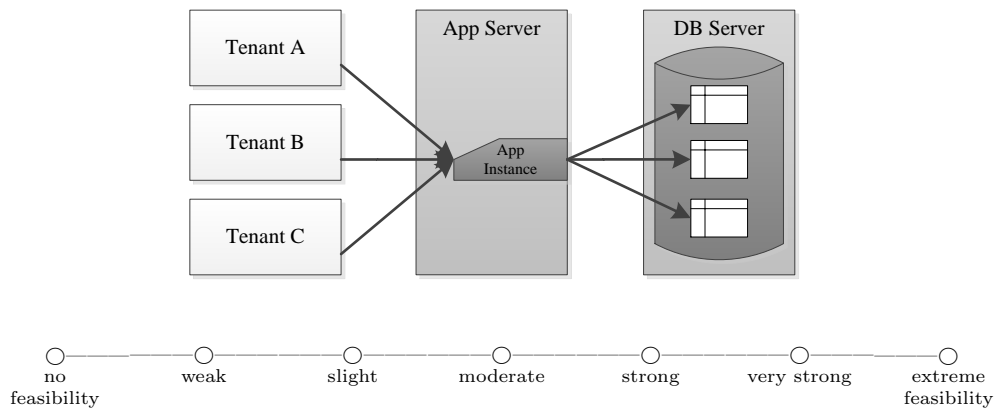 Tenant A
App Server
DB Server
Tenant B
App
Instance
Tenant C
no
feasibility
weak
slight
moderate
strong
very strong
extreme
feasibility